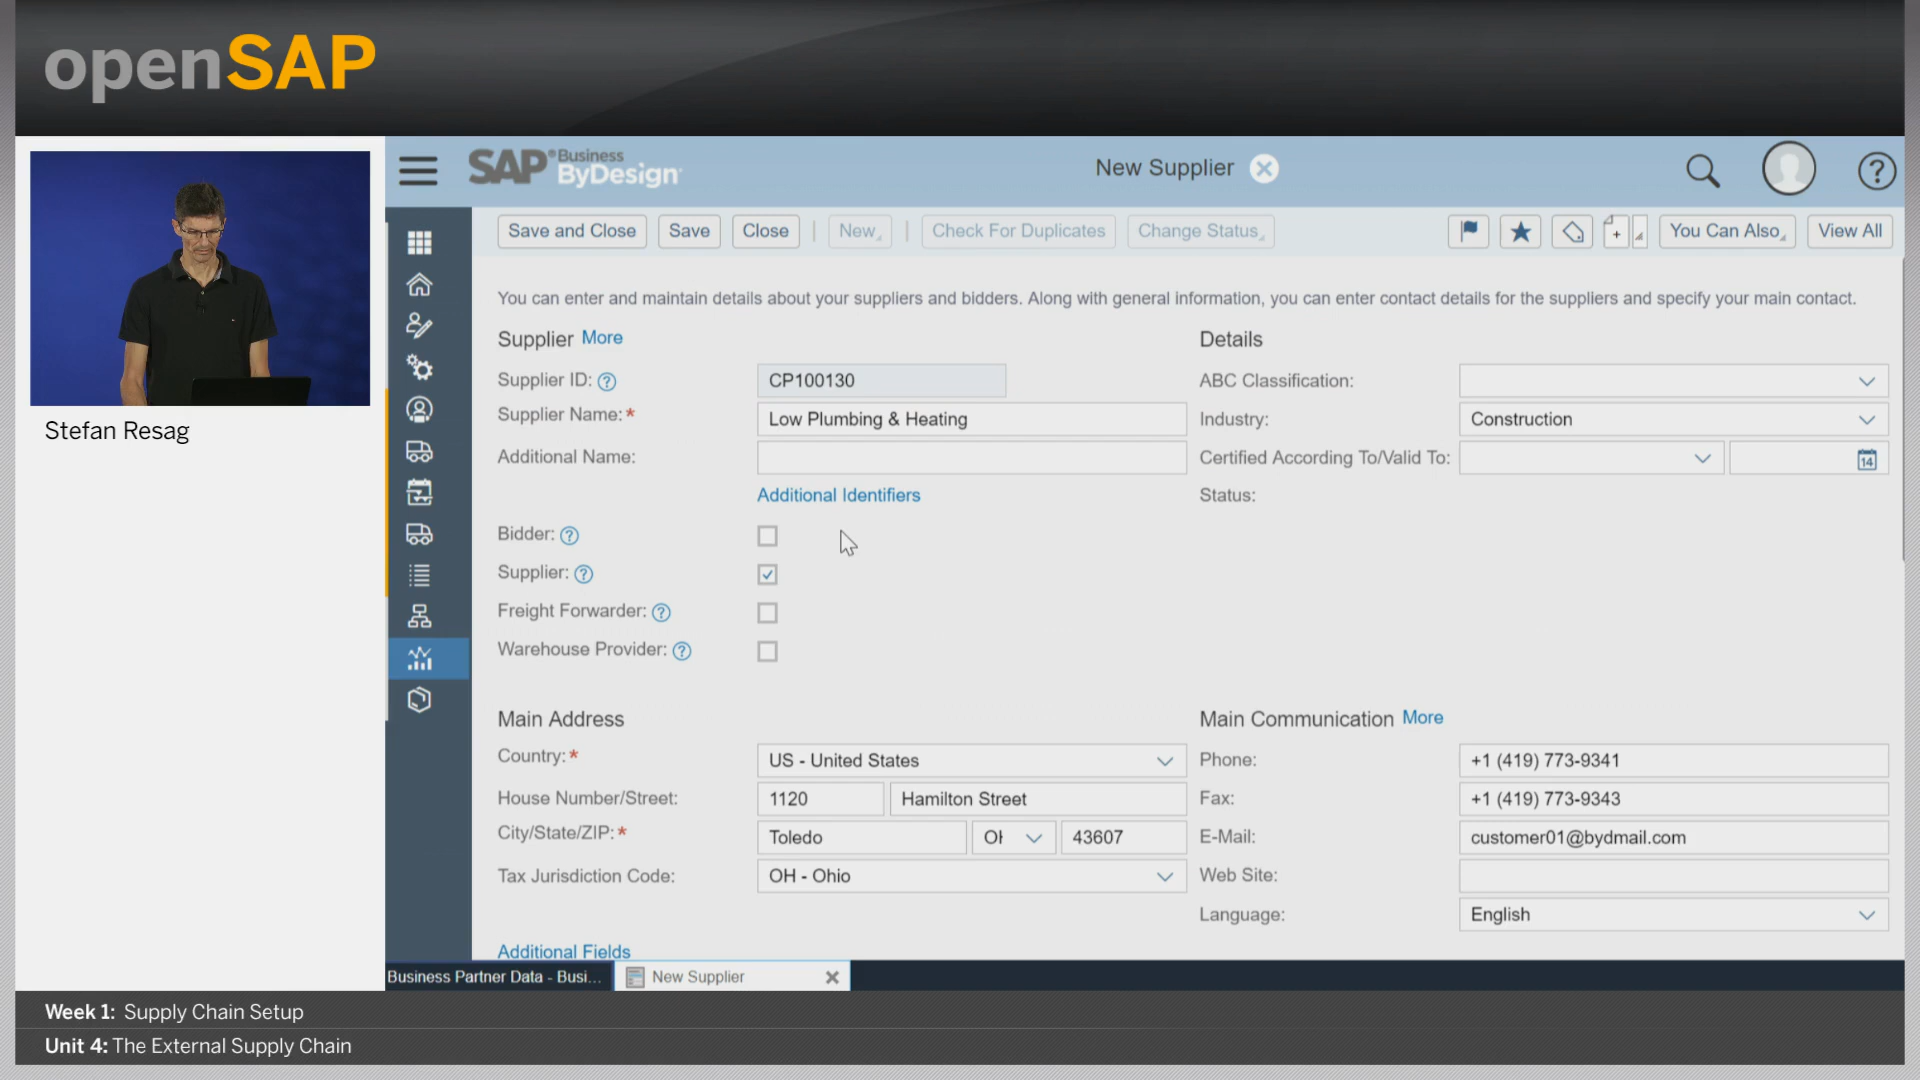 openSAP
SAP® Business ByDesign
New Supplier
Stefan Resag
Save and Close
Save
Close
New
Check For Duplicates
Change Status
You Can Also
View All
You can enter and maintain details about your suppliers and bidders. Along with general information, you can enter contact details for the suppliers and specify your main contact.
Supplier More
Supplier ID: ? CP100130
Supplier Name:* Low Plumbing & Heating
Additional Name:
Additional Identifiers
Bidder: ?
Supplier: ?
Freight Forwarder: ?
Warehouse Provider: ?
Details
ABC Classification:
Industry: Construction
Certified According To/Valid To: 14
Status:
Main Address
Country:* US - United States
House Number/Street: 1120 Hamilton Street
City/State/ZIP:* Toledo OH 43607
Tax Jurisdiction Code: OH - Ohio
Additional Fields
Main Communication More
Phone: +1 (419) 773-9341
Fax: +1 (419) 773-9343
E-Mail: customer01@bydmail.com
Web Site:
Language: English
Business Partner Data - Busi...
New Supplier
Week 1: Supply Chain Setup
Unit 4: The External Supply Chain